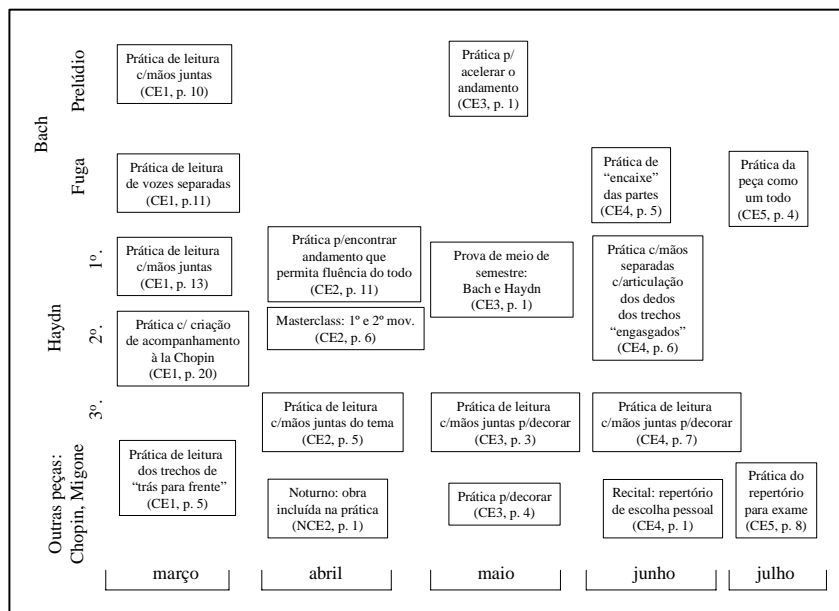 Bach
Prelúdio
Prática de leitura
c/mãos juntas
(CE1, p. 10)
Prática p/
acelerar o
andamento
(CE3, p. 1)
Fuga
Prática de leitura
de vozes separadas
(CE1, p.11)
Prática de
“encaixe”
das partes
(CE4, p. 5)
Prática da
peça como
um todo
(CE5, p. 4)
Haydn
1º.
Prática de leitura
c/mãos juntas
(CE1, p. 13)
Prática p/encontrar
andamento que
permita fluência do todo
(CE2, p. 11)
Prova de meio de
semestre:
Bach e Haydn
(CE3, p. 1)
Prática c/mãos
separadas
c/articulação
dos dedos
dos trechos
“engasgados”
(CE4, p. 6)
2º.
Prática c/ criação
de acompanhamento
à la Chopin
(CE1, p. 20)
Masterclass: 1º e 2º mov.
(CE2, p. 6)
3º.
Prática de leitura
c/mãos juntas do tema
(CE2, p. 5)
Prática de leitura
c/mãos juntas p/decorar
(CE3, p. 3)
Prática de leitura
c/mãos juntas p/decorar
(CE4, p. 7)
Outras peças:
Chopin, Migone
Prática de leitura
dos trechos de
“trás para frente”
(CE1, p. 5)
Noturno: obra
incluída na prática
(NCE2, p. 1)
Prática p/decorar
(CE3, p. 4)
Recital: repertório
de escolha pessoal
(CE4, p. 1)
Prática do
repertório
para exame
(CE5, p. 8)
março
abril
maio
junho
julho